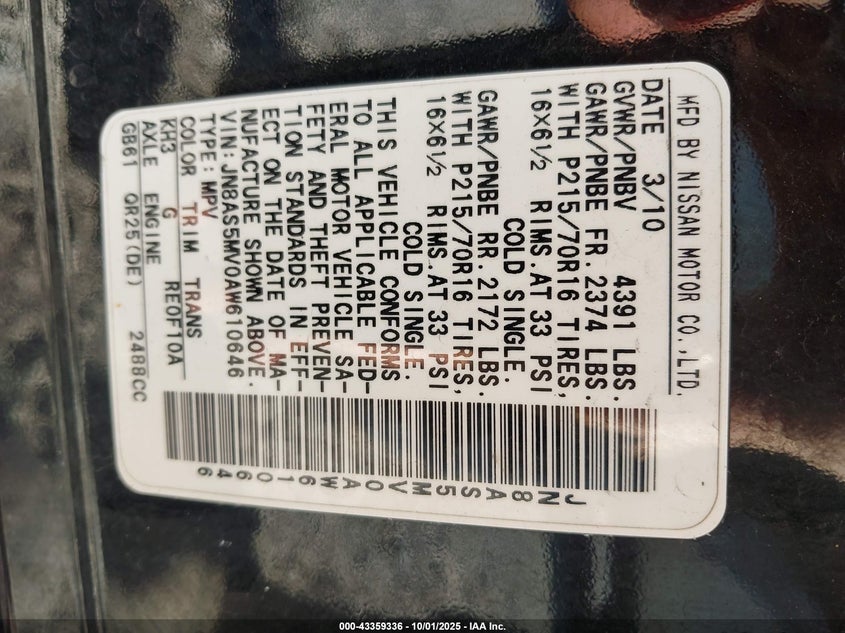 MFD BY NISSAN MOTOR CO.,LTD.
DATE 3/10
GVWR/PNBV 4391 LBS.
GAWR/PNBE FR. 2374 LBS.
WITH P215/70R16 TIRES,
16X6½ RIMS AT 33 PSI
COLD SINGLE.
GAWR/PNBE RR. 2172 LBS.
WITH P215/70R16 TIRES,
16X6½ RIMS.AT 33 PSI
COLD SINGLE.
THIS VEHICLE CONFORMS
TO ALL APPLICABLE FED-
ERAL MOTOR VEHICLE SA-
FETY AND THEFT PREVEN-
TION STANDARDS IN EFF-
ECT ON THE DATE OF MA-
NUFACTURE SHOWN ABOVE.
VIN:JN8AS5MV0AW610646
TYPE:MPV
COLOR TRIM TRANS
KH3 G RE0F10A
AXLE ENGINE
GB61 QR25(DE) 2488CC
JN8AS5MV0AW610646
000-43359336 - 10/01/2025 - IAA Inc.